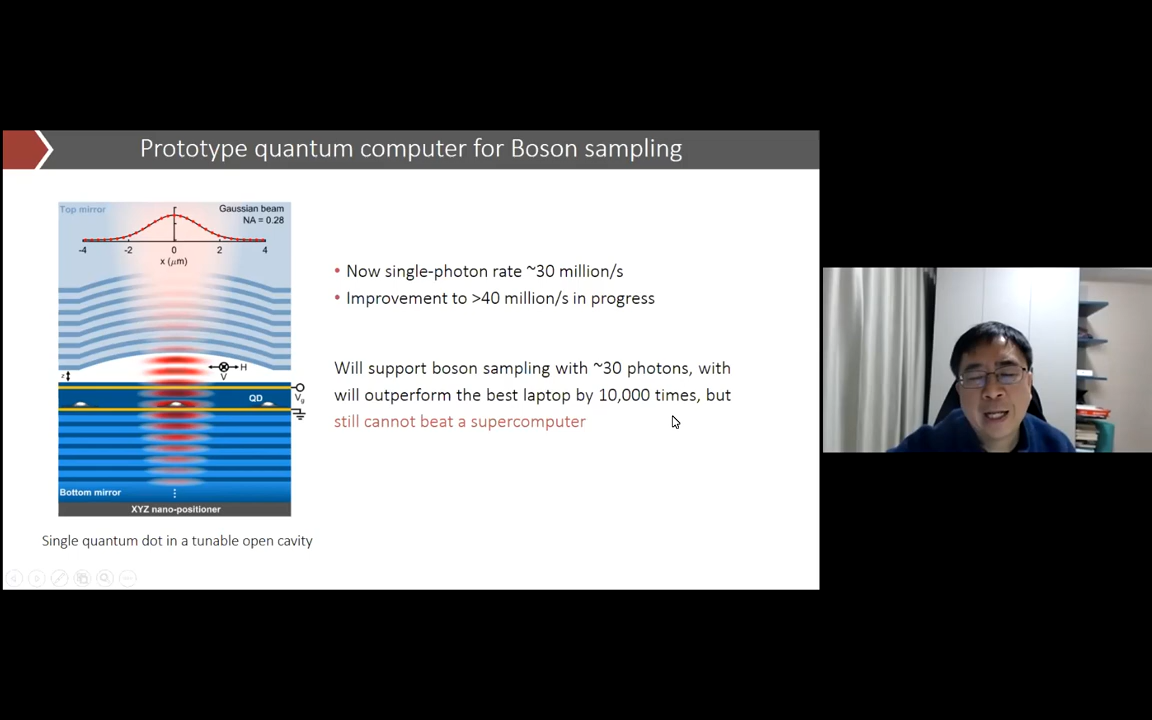 Prototype quantum computer for Boson sampling
Top mirror
Gaussian beam
NA = 0.28
-4 -2 0 2 4
x (μm)
z
H
V
QD
Vg
Bottom mirror
XYZ nano-positioner
Single quantum dot in a tunable open cavity
• Now single-photon rate ~30 million/s
• Improvement to >40 million/s in progress
Will support boson sampling with ~30 photons, with
will outperform the best laptop by 10,000 times, but
still cannot beat a supercomputer